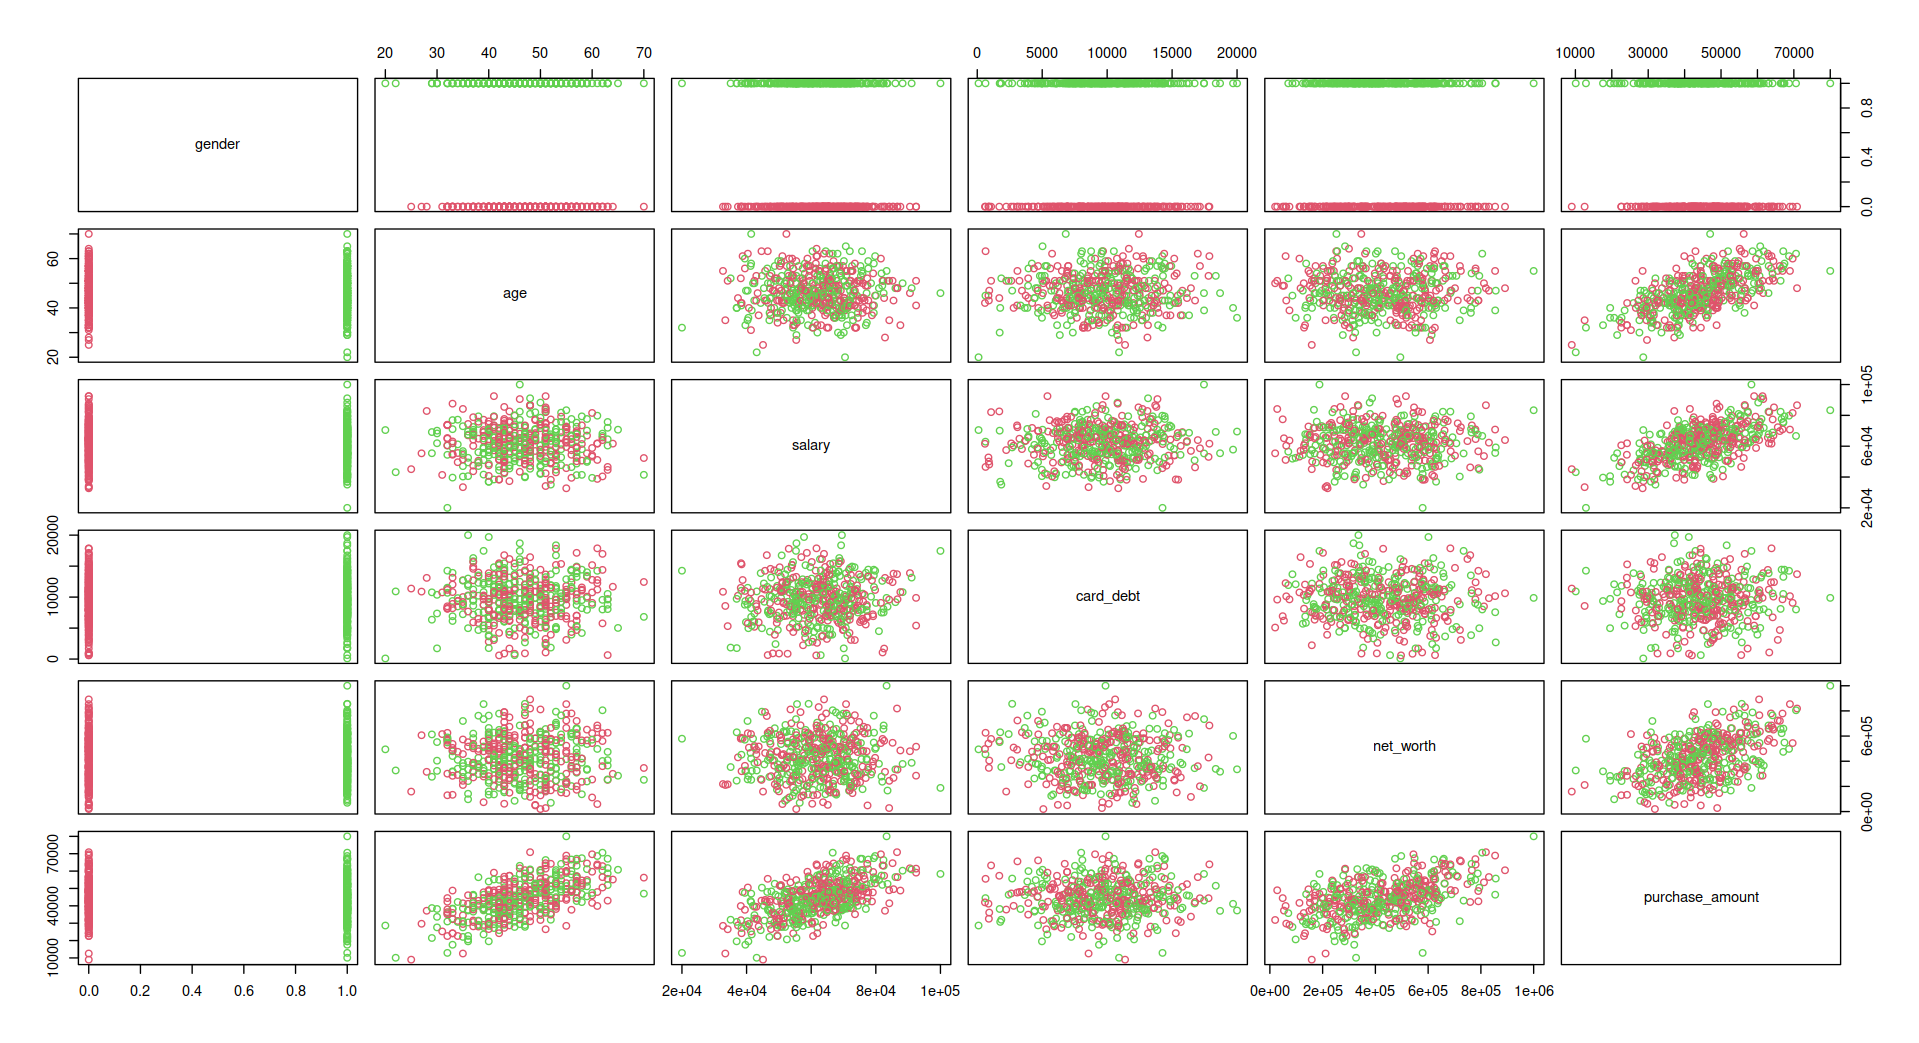 20 30 40 50 60 70 0 5000 10000 15000 20000 10000 30000 50000 70000
gender
0.0 0.4 0.8
20 40 60
age
salary
2e+04 6e+04 1e+05
0 10000 20000
card_debt
net_worth
0e+00 6e+05
10000 40000 70000
purchase_amount
0.0 0.2 0.4 0.6 0.8 1.0 2e+04 4e+04 6e+04 8e+04 1e+05 0e+00 2e+05 4e+05 6e+05 8e+05 1e+06